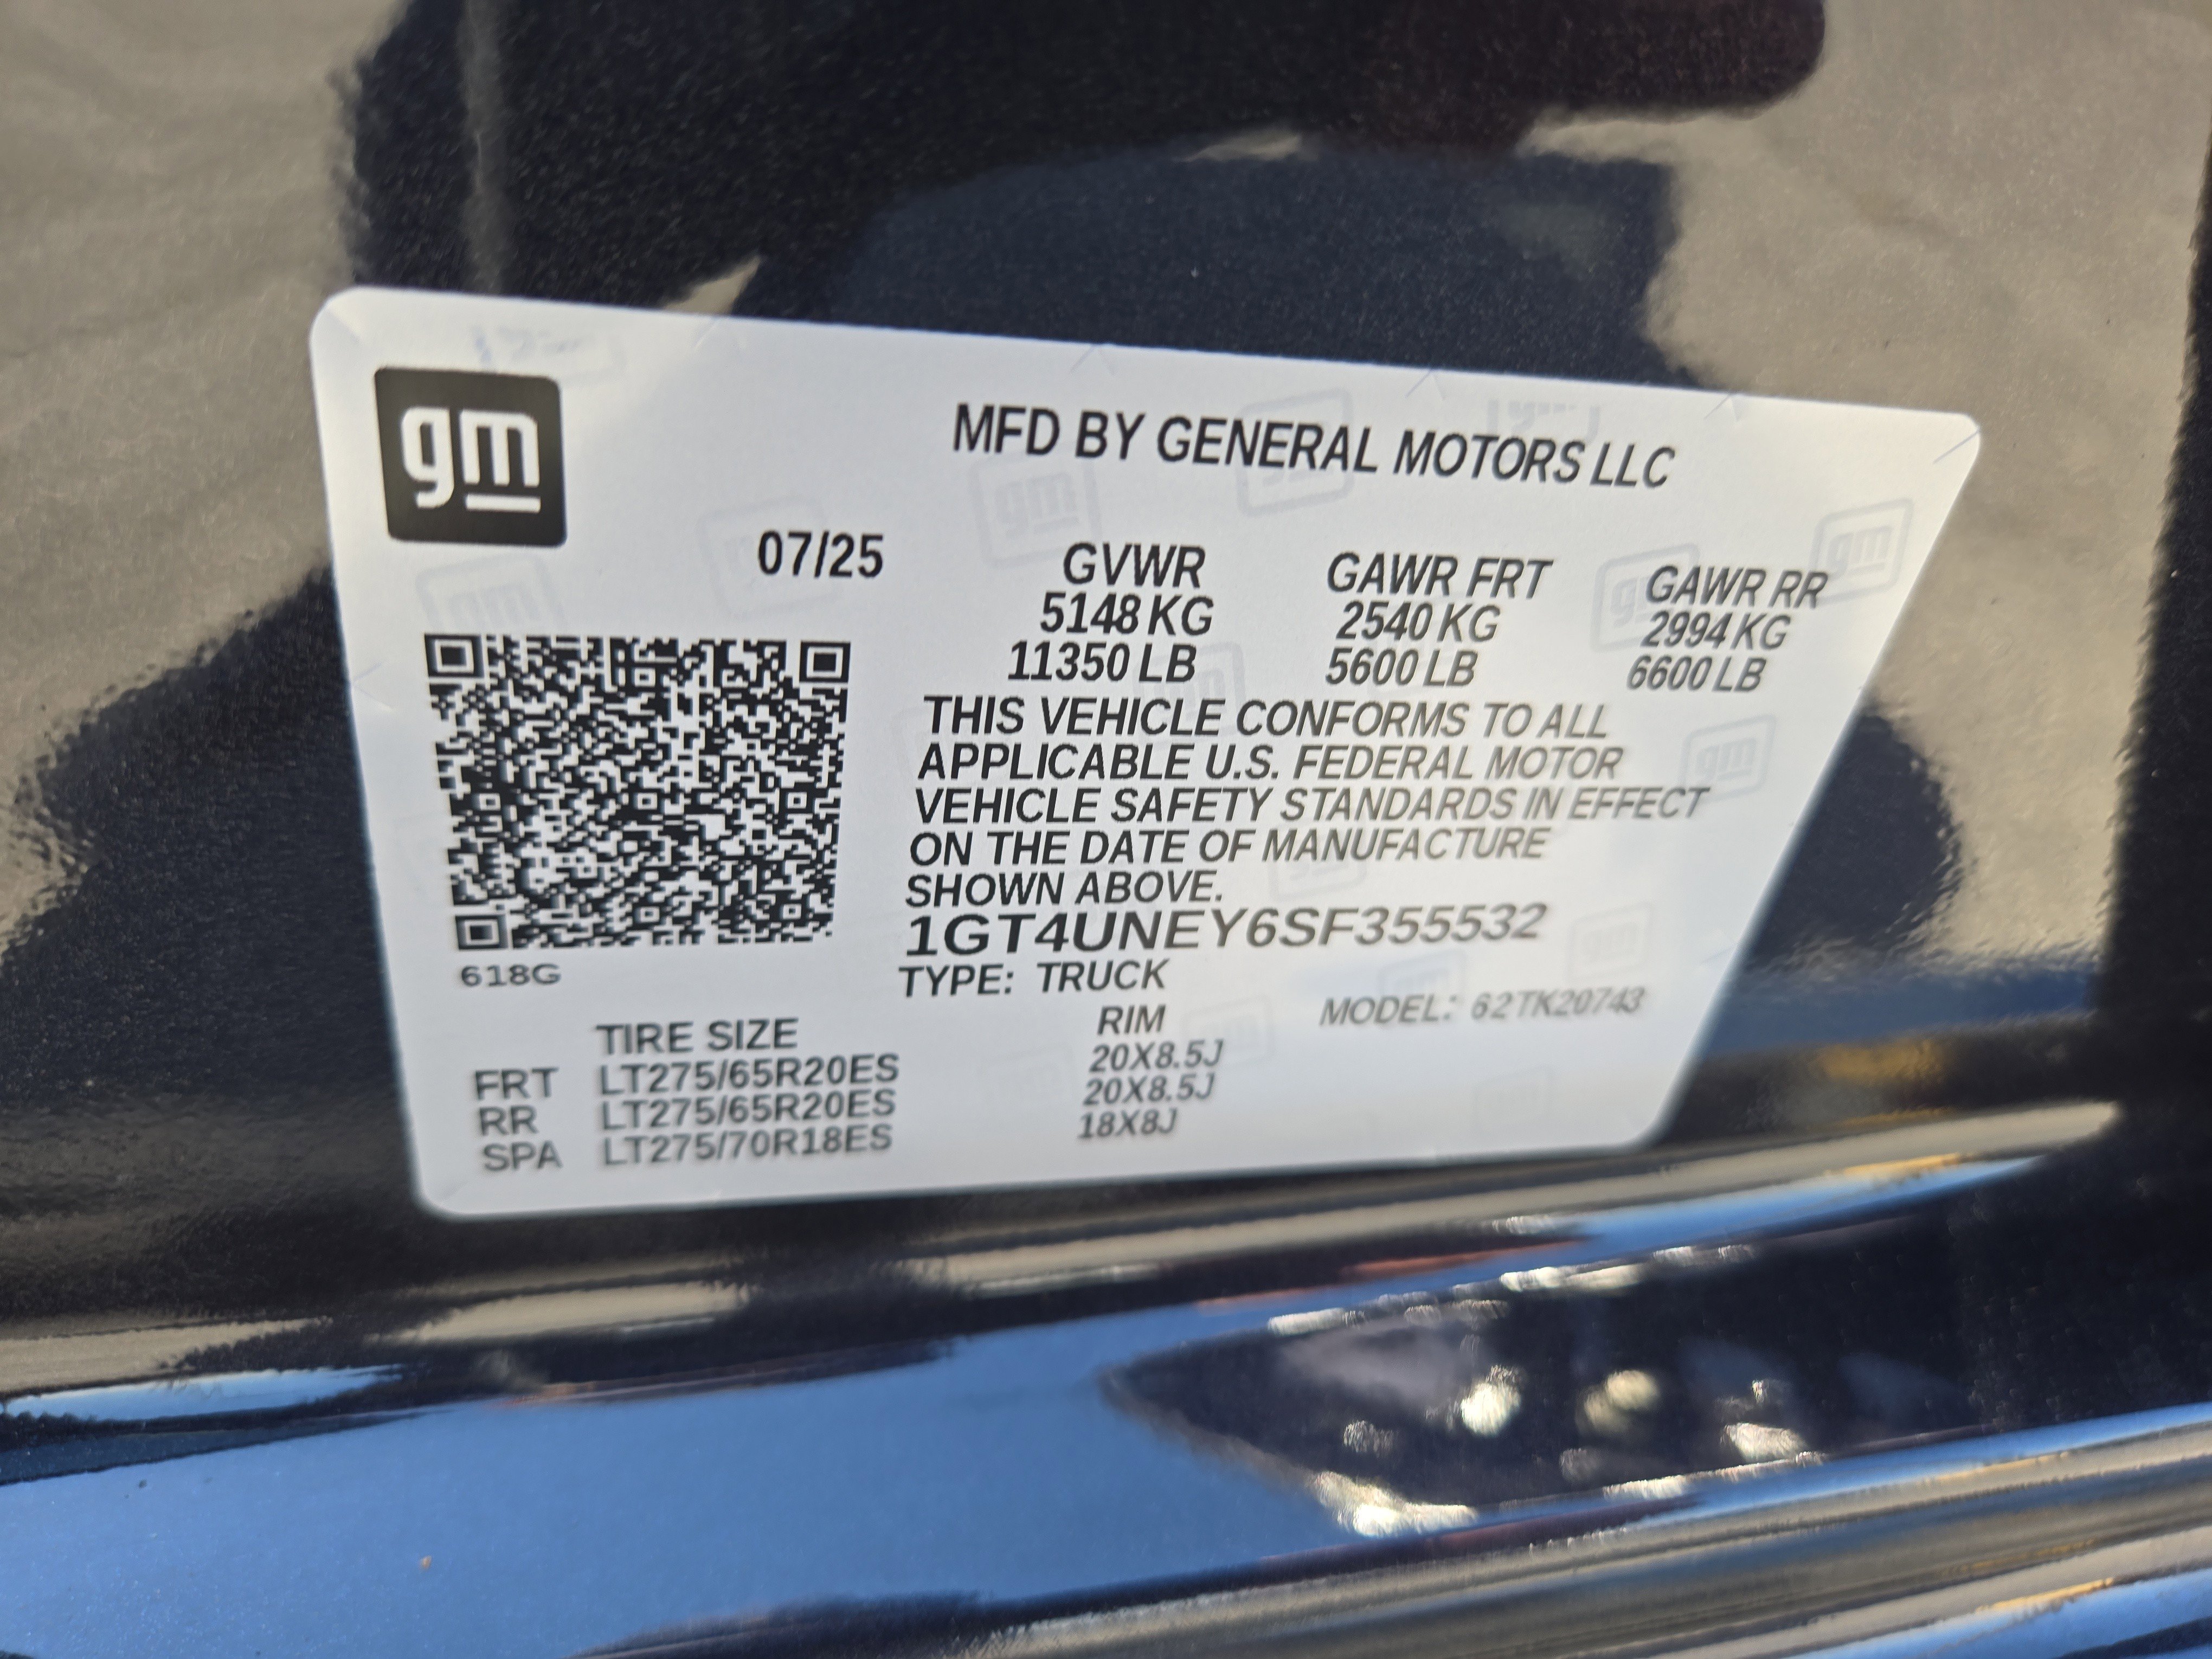 gm
MFD BY GENERAL MOTORS LLC
07/25 GVWR GAWR FRT GAWR RR
5148 KG 2540 KG 2994 KG
11350 LB 5600 LB 6600 LB
THIS VEHICLE CONFORMS TO ALL
APPLICABLE U.S. FEDERAL MOTOR
VEHICLE SAFETY STANDARDS IN EFFECT
ON THE DATE OF MANUFACTURE
SHOWN ABOVE.
1GT4UNEY6SF355532
618G
TYPE: TRUCK
MODEL: 62TK20743
TIRE SIZE RIM
FRT LT275/65R20ES 20X8.5J
RR LT275/65R20ES 20X8.5J
SPA LT275/70R18ES 18X8J